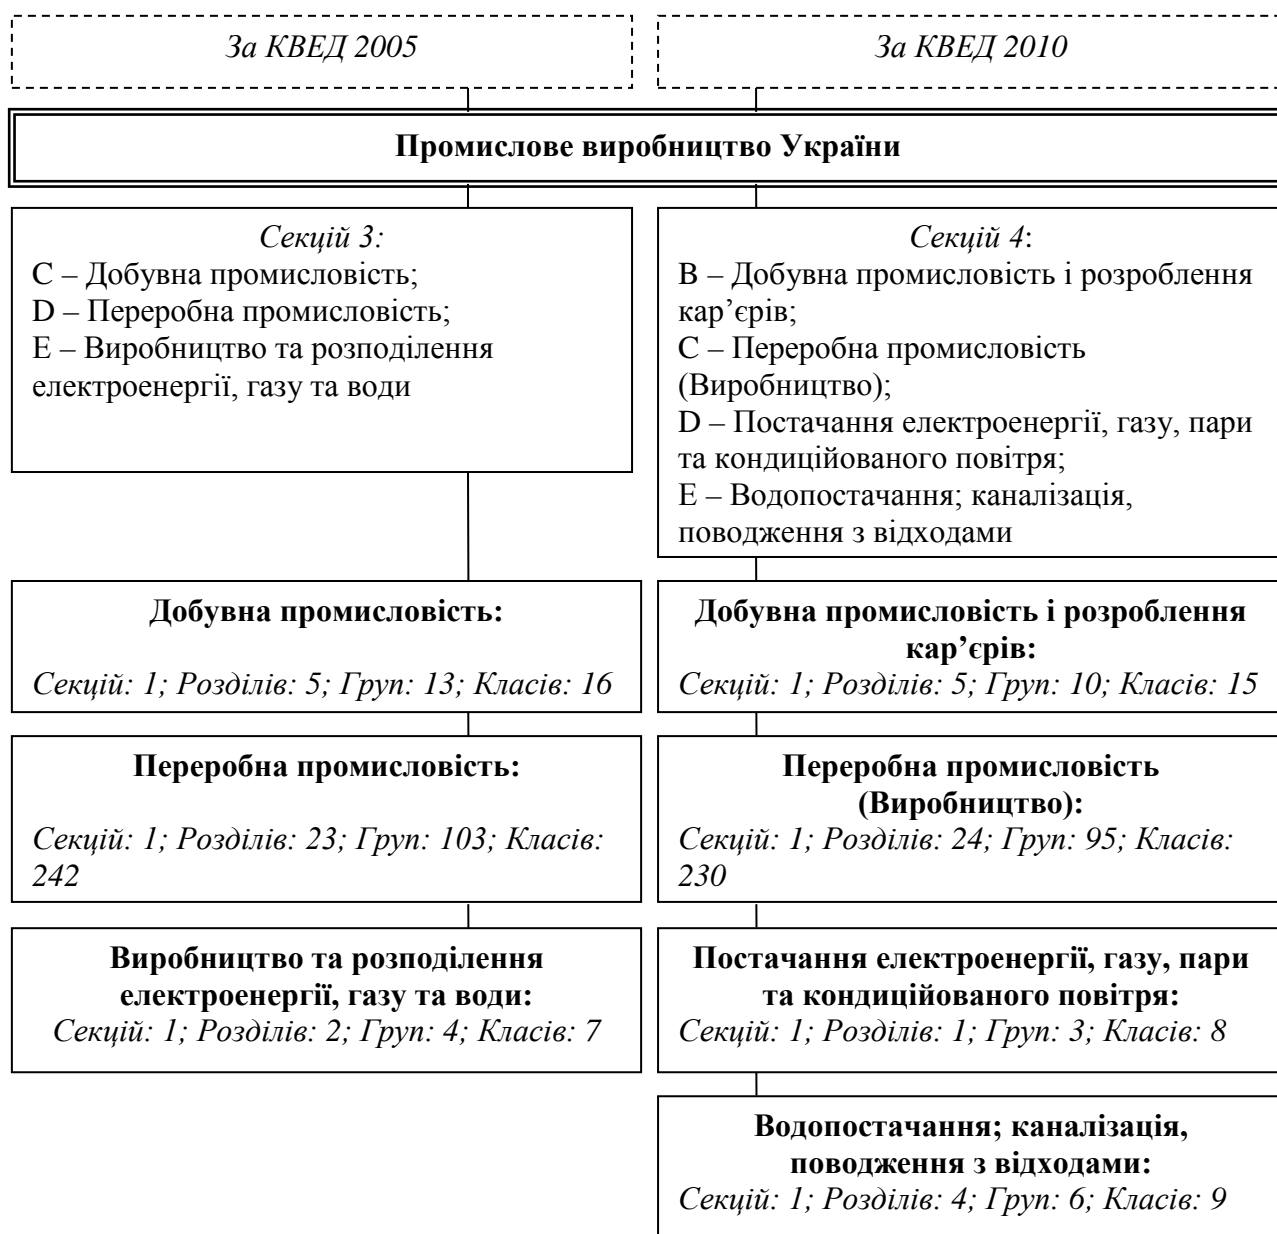 За КВЕД 2005
За КВЕД 2010
Промислове виробництво України
Секцій 3:
С – Добувна промисловість;
D – Переробна промисловість;
Е – Виробництво та розподілення
електроенергії, газу та води
Секцій 4:
В – Добувна промисловість і розроблення
кар’єрів;
С – Переробна промисловість
(Виробництво);
D – Постачання електроенергії, газу, пари
та кондиційованого повітря;
Е – Водопостачання; каналізація,
поводження з відходами
Добувна промисловість:
Секцій: 1; Розділів: 5; Груп: 13; Класів: 16
Добувна промисловість і розроблення
кар’єрів:
Секцій: 1; Розділів: 5; Груп: 10; Класів: 15
Переробна промисловість:
Секцій: 1; Розділів: 23; Груп: 103; Класів:
242
Переробна промисловість
(Виробництво):
Секцій: 1; Розділів: 24; Груп: 95; Класів:
230
Виробництво та розподілення
електроенергії, газу та води:
Секцій: 1; Розділів: 2; Груп: 4; Класів: 7
Постачання електроенергії, газу, пари
та кондиційованого повітря:
Секцій: 1; Розділів: 1; Груп: 3; Класів: 8
Водопостачання; каналізація,
поводження з відходами:
Секцій: 1; Розділів: 4; Груп: 6; Класів: 9